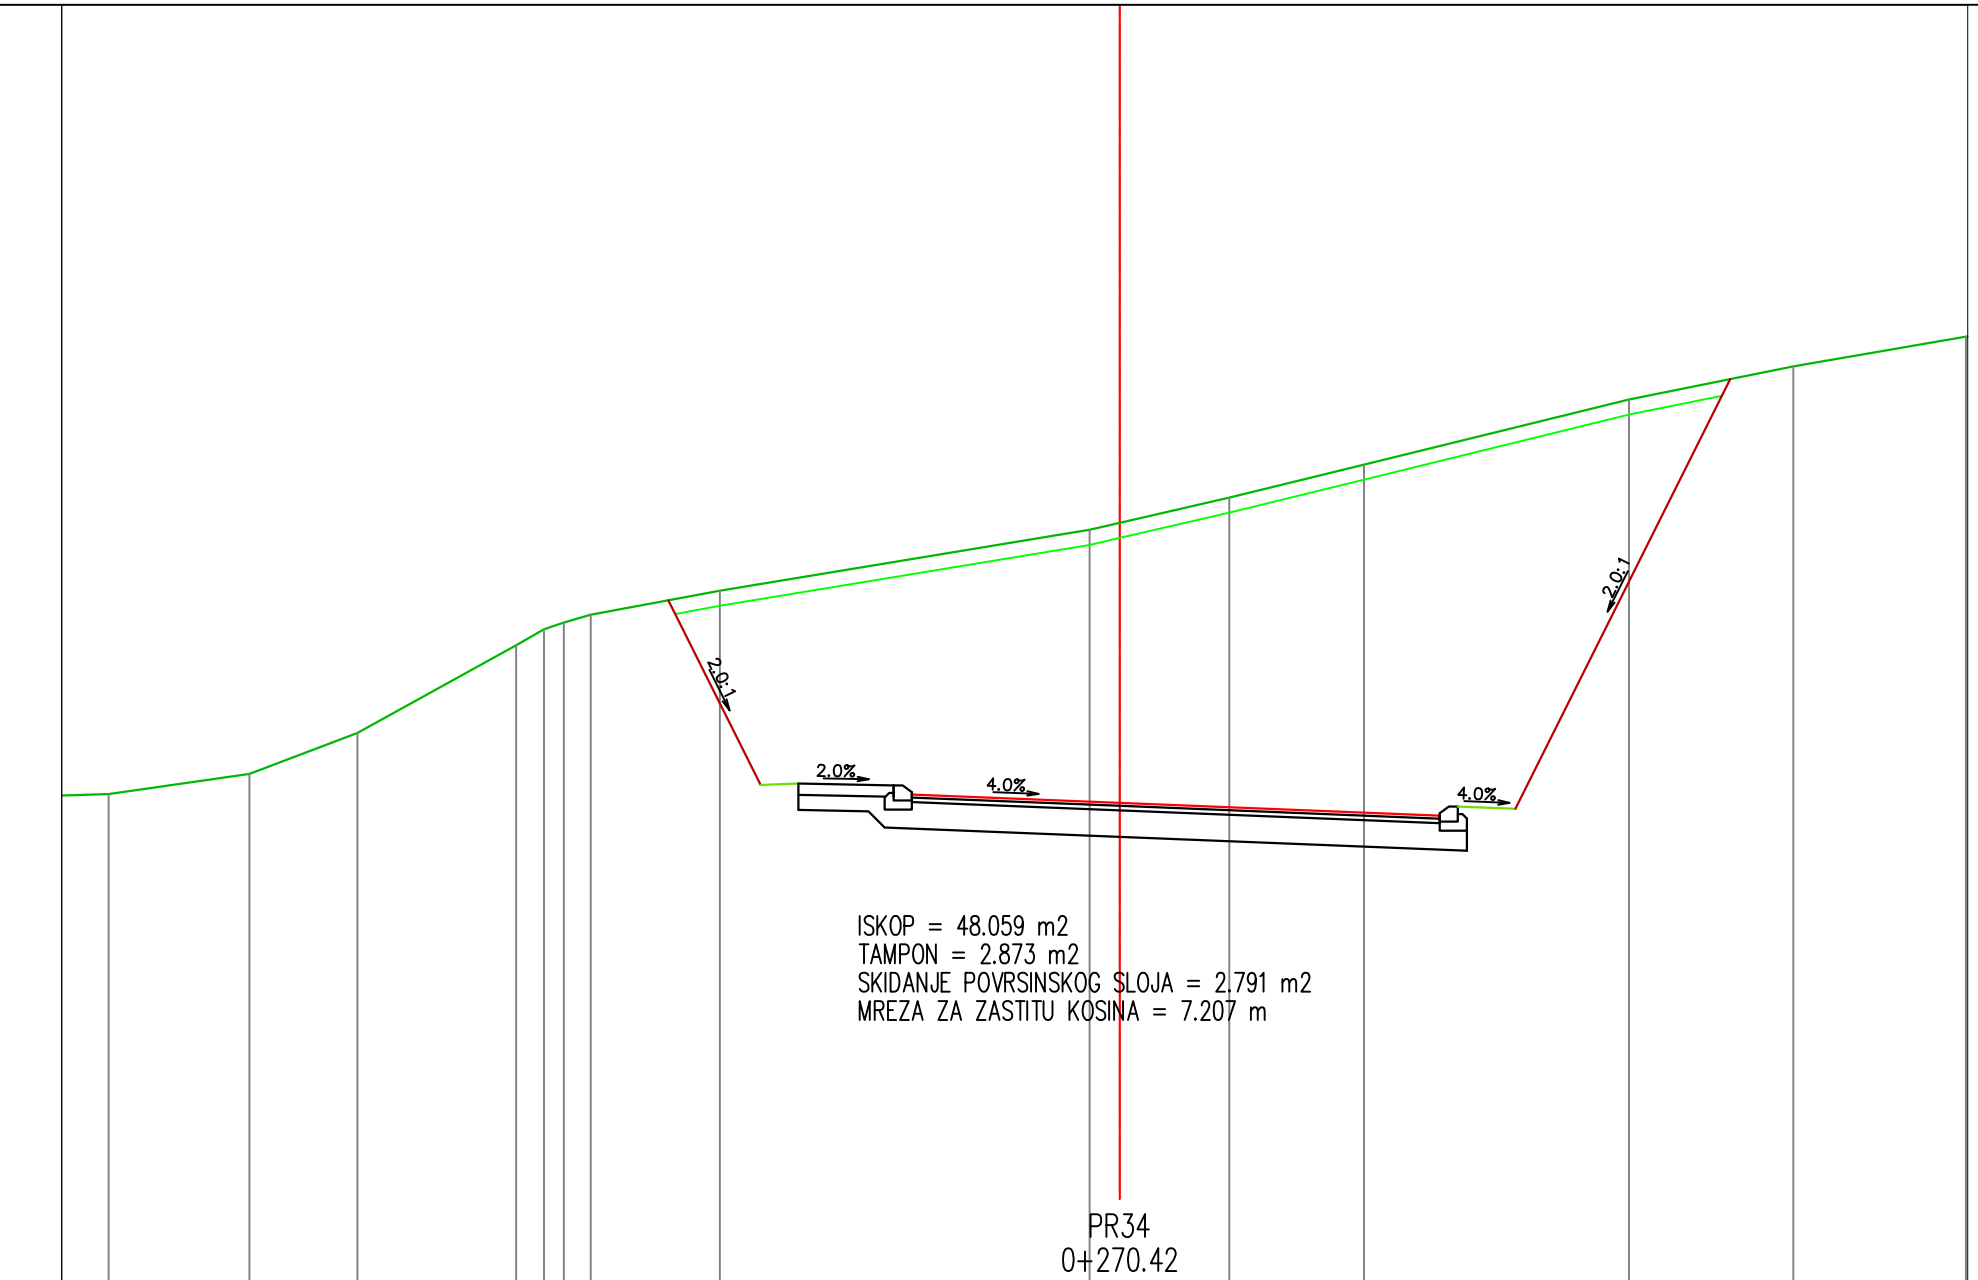 2.0:1
2.0:1
2.0%
4.0%
4.0%
ISKOP = 48.059 m2
TAMPON = 2.873 m2
SKIDANJE POVRSINSKOG SLOJA = 2.791 m2
MREZA ZA ZASTITU KOSINA = 7.207 m
PR34
0+270.42